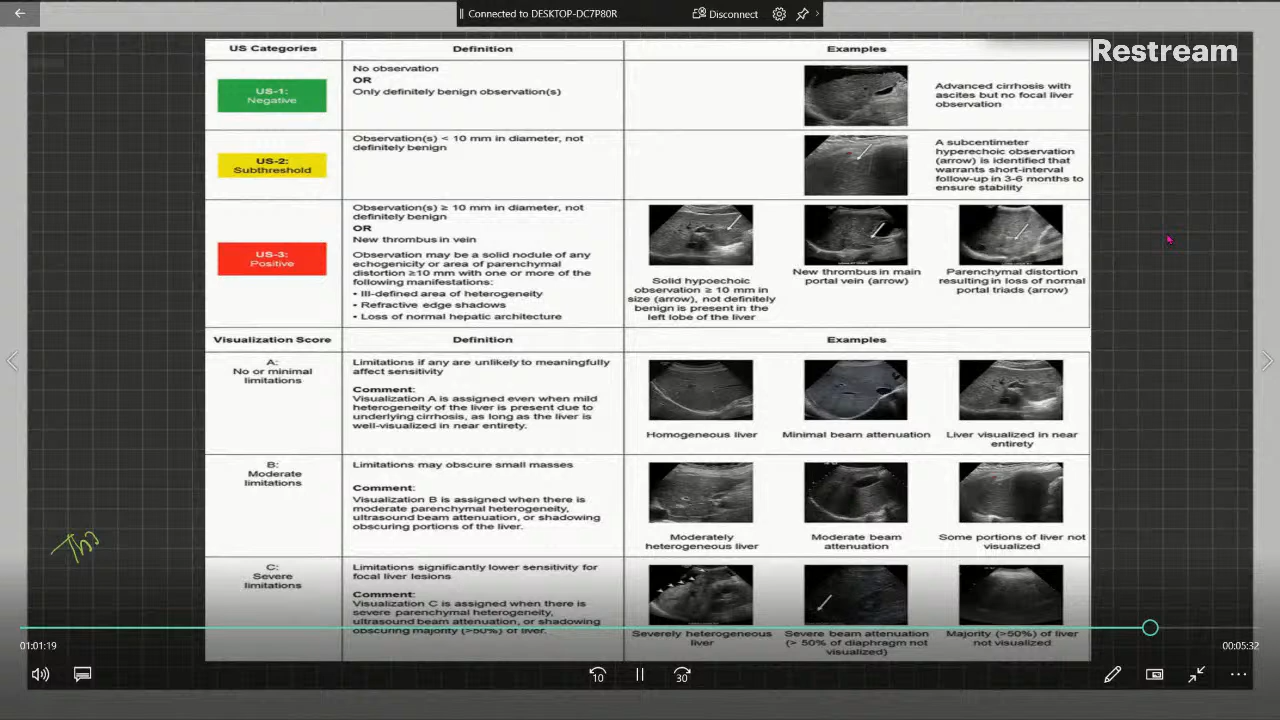 Connected to DESKTOP-DC7P80R
Disconnect
Restream
US Categories
Definition
Examples
US-1:
Negative
No observation
OR
Only definitely benign observation(s)
Advanced cirrhosis with
ascites but no focal liver
observation
US-2:
Subthreshold
Observation(s) < 10 mm in diameter, not
definitely benign
A subcentimeter
hyperechoic observation
(arrow) is identified that
warrants short-interval
follow-up in 3-6 months to
ensure stability
US-3:
Positive
Observation(s) ≥ 10 mm in diameter, not
definitely benign
OR
New thrombus in vein
Observation may be a solid nodule of any
echogenicity or area of parenchymal
distortion ≥10 mm with one or more of the
following manifestations:
• Ill-defined area of heterogeneity
• Refractive edge shadows
• Loss of normal hepatic architecture
Solid hypoechoic
observation ≥ 10 mm in
size (arrow), not definitely
benign is present in the
left lobe of the liver
New thrombus in main
portal vein (arrow)
Parenchymal distortion
resulting in loss of normal
portal triads (arrow)
Visualization Score
Definition
Examples
A:
No or minimal
limitations
Limitations if any are unlikely to meaningfully
affect sensitivity
Comment:
Visualization A is assigned even when mild
heterogeneity of the liver is present due to
underlying cirrhosis, as long as the liver is
well-visualized in near entirety.
Homogeneous liver
Minimal beam attenuation
Liver visualized in near
entirety
B:
Moderate
limitations
Limitations may obscure small masses
Comment:
Visualization B is assigned when there is
moderate parenchymal heterogeneity,
ultrasound beam attenuation, or shadowing
obscuring portions of the liver.
Moderately
heterogeneous liver
Moderate beam
attenuation
Some portions of liver not
visualized
C:
Severe
limitations
Limitations significantly lower sensitivity for
focal liver lesions
Comment:
Visualization C is assigned when there is
severe parenchymal heterogeneity,
ultrasound beam attenuation, or shadowing
obscuring majority (>50%) of liver.
Severely heterogeneous
liver
Severe beam attenuation
(> 50% of diaphragm not
visualized)
Majority (>50%) of liver
not visualized
01:01:19
00:05:32
10
30